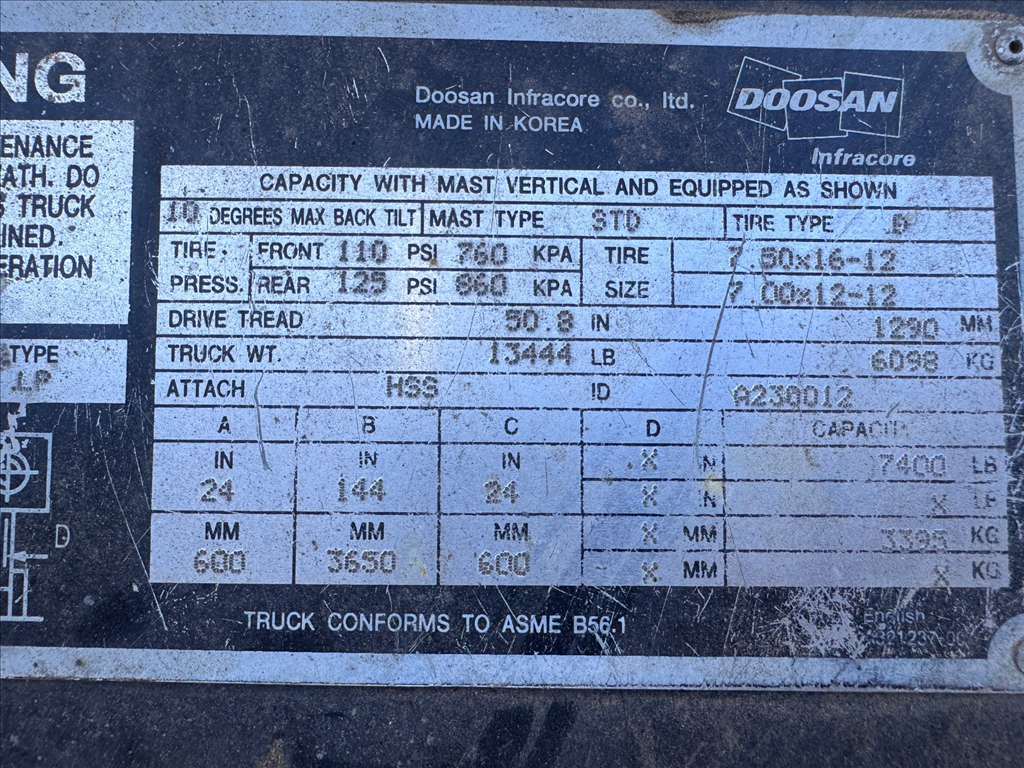 NG
ENANCE
ATH. DO
S TRUCK
INED.
ERATION
TYPE
LP
D
Doosan Infracore co., ltd.
MADE IN KOREA
DOOSAN
Infracore
CAPACITY WITH MAST VERTICAL AND EQUIPPED AS SHOWN
10 DEGREES MAX BACK TILT MAST TYPE STD TIRE TYPE D
TIRE FRONT 110 PSI 760 KPA TIRE 7.50x16-12
PRESS. REAR 125 PSI 860 KPA SIZE 7.00x12-12
DRIVE TREAD 50.8 IN 1290 MM
TRUCK WT. 13444 LB 6098 KG
ATTACH HSS ID A230012
A B C D
IN IN IN X IN 7400 LB
24 144 24 X IN X
MM MM MM X MM 3395 KG
600 3650 600 X MM X KG
TRUCK CONFORMS TO ASME B56.1
English